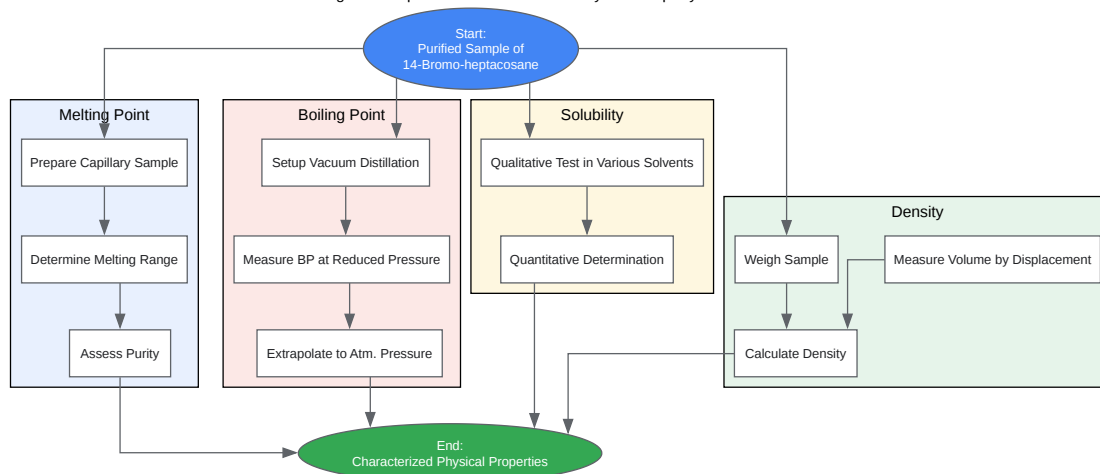 Start:
Purified Sample of
14-Bromo-heptacosane
Melting Point
Prepare Capillary Sample
Determine Melting Range
Assess Purity
Boiling Point
Setup Vacuum Distillation
Measure BP at Reduced Pressure
Extrapolate to Atm. Pressure
Solubility
Qualitative Test in Various Solvents
Quantitative Determination
Density
Weigh Sample
Measure Volume by Displacement
Calculate Density
End:
Characterized Physical Properties